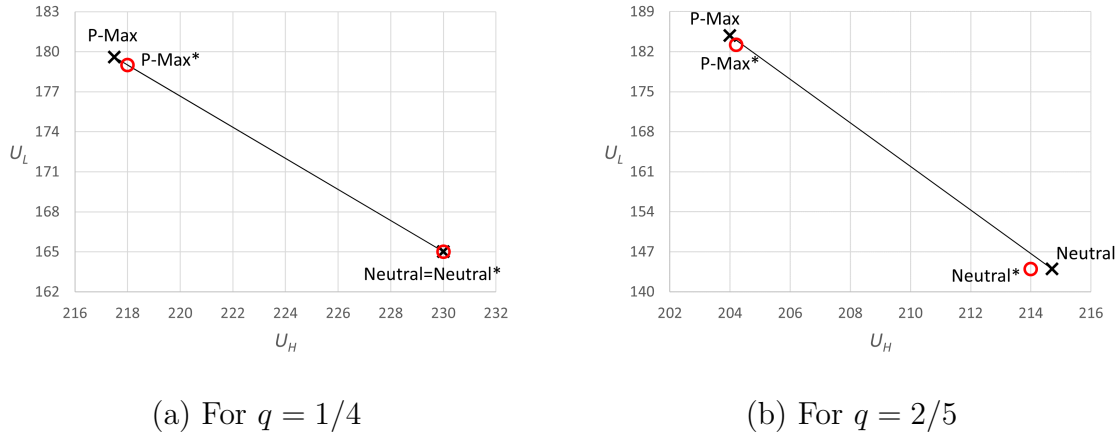 183
180
177
174
171
168
165
162
U_L
P-Max
P-Max*
Neutral=Neutral*
216 218 220 222 224 226 228 230 232
U_H
(a) For q = 1/4
189
182
175
168
161
154
147
140
U_L
P-Max
P-Max*
Neutral
Neutral*
202 204 206 208 210 212 214 216
U_H
(b) For q = 2/5